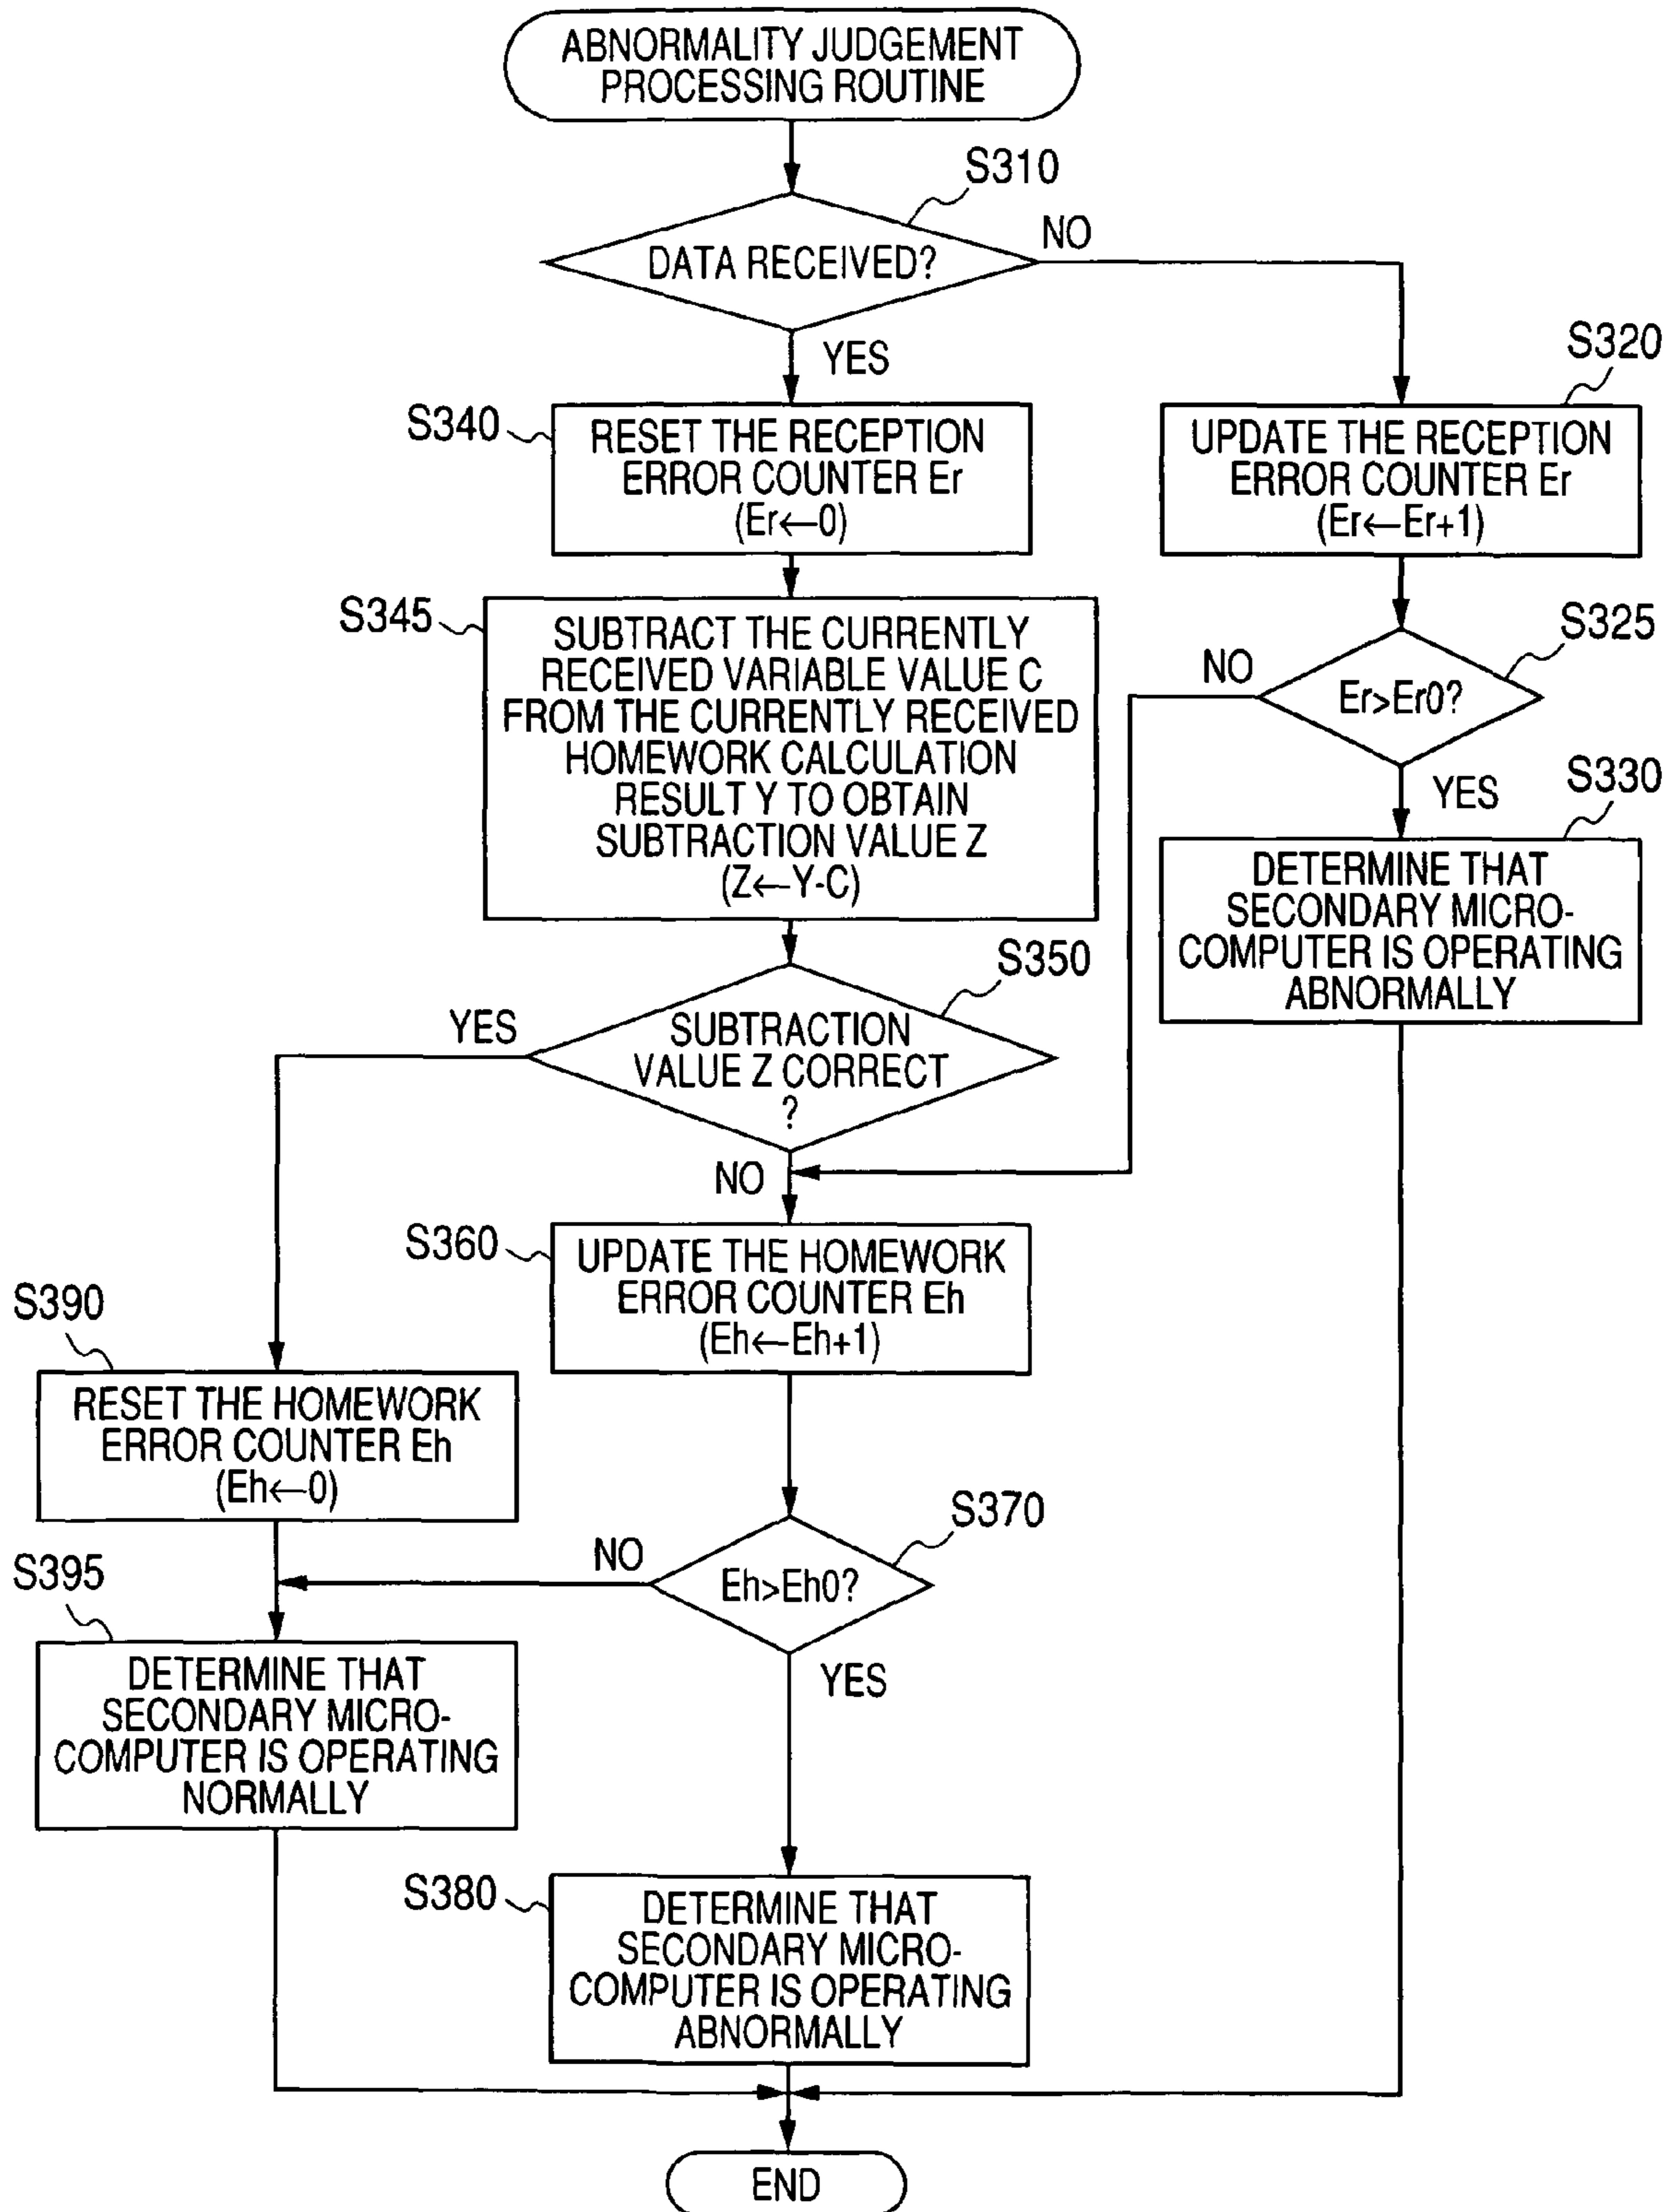 ABNORMALITY JUDGEMENT
PROCESSING ROUTINE
S310
DATA RECEIVED?
NO
YES
S320
S340
RESET THE RECEPTION
ERROR COUNTER Er
(Er←0)
UPDATE THE RECEPTION
ERROR COUNTER Er
(Er←Er+1)
S345
SUBTRACT THE CURRENTLY
RECEIVED VARIABLE VALUE C
FROM THE CURRENTLY RECEIVED
HOMEWORK CALCULATION
RESULT Y TO OBTAIN
SUBTRACTION VALUE Z
(Z←Y-C)
S325
NO
Er>Er0?
YES
S330
DETERMINE THAT
SECONDARY MICRO-
COMPUTER IS OPERATING
ABNORMALLY
S350
YES
SUBTRACTION
VALUE Z CORRECT
?
NO
S360
UPDATE THE HOMEWORK
ERROR COUNTER Eh
(Eh←Eh+1)
S390
RESET THE HOMEWORK
ERROR COUNTER Eh
(Eh←0)
S370
NO
Eh>Eh0?
YES
S395
DETERMINE THAT
SECONDARY MICRO-
COMPUTER IS OPERATING
NORMALLY
S380
DETERMINE THAT
SECONDARY MICRO-
COMPUTER IS OPERATING
ABNORMALLY
END